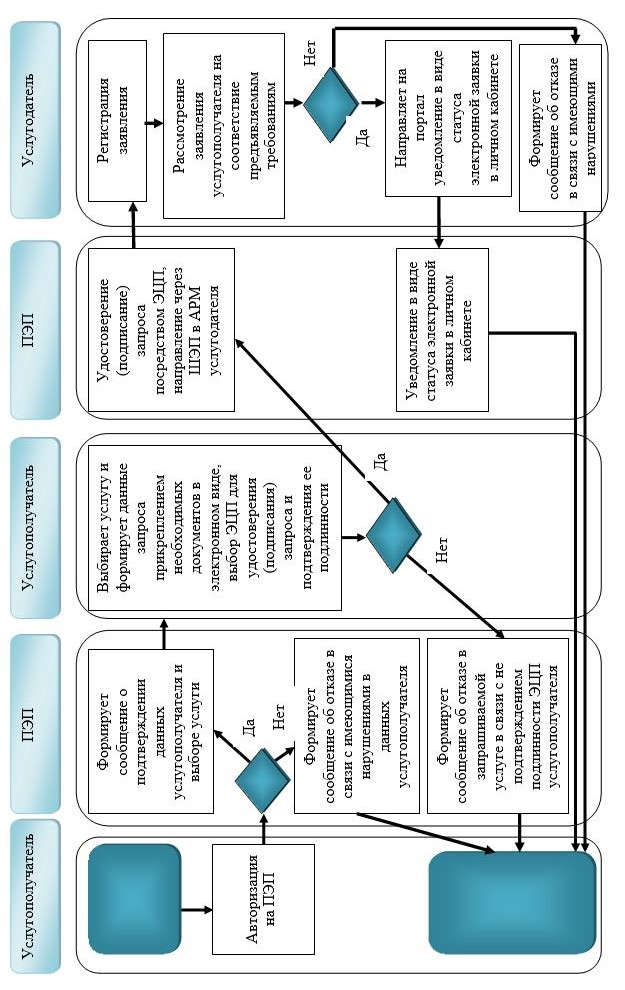 Услугополучатель
ПЭП
Услугополучатель
ПЭП
Услугодатель
Авторизация
на ПЭП
Формирует
сообщение о
подтверждении
данных
услугополучателя и
выборе услуги
Да
Нет
Формирует
сообщение об отказе в
связи с имеющимися
нарушениями в
данных
услугополучателя
Формирует
сообщение об отказе в
запрашиваемой
услуге в связи с не
подтверждением
подлинности ЭЦП
услугополучателя
Выбирает услугу и
формирует данные
запроса
прикреплением
необходимых
документов в
электронном виде,
выбор ЭЦП для
удостоверения
(подписания)
запроса и
подтверждения ее
подлинности
Да
Нет
Удостоверение
(подписание)
запроса
посредством ЭЦП,
направление через
ШЭП в АРМ
услугодателя
Уведомление в виде
статуса электронной
заявки в личном
кабинете
Регистрация
заявления
Рассмотрение
заявления
услугополучателя на
соответствие
предъявляемым
требованиям
Нет
Да
Направляет на
портал
уведомление в виде
статуса
электронной заявки
в личном кабинете
Формирует
сообщение об отказе
в связи с имеющими
нарушениями